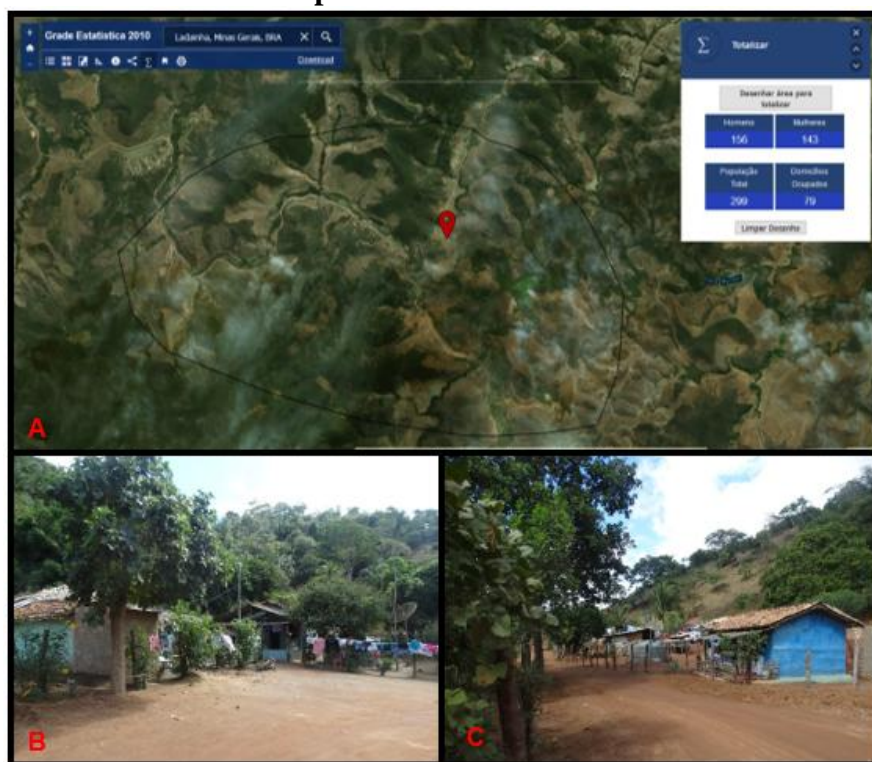 Grade Estatística 2010
Ladainha, Minas Gerais, BRA
Download
Totalizar
Desenhar área para
totalizar
Homens
Mulheres
156
143
População
Total
Domicílios
Ocupados
299
79
Limpar Desenho
A
B
C